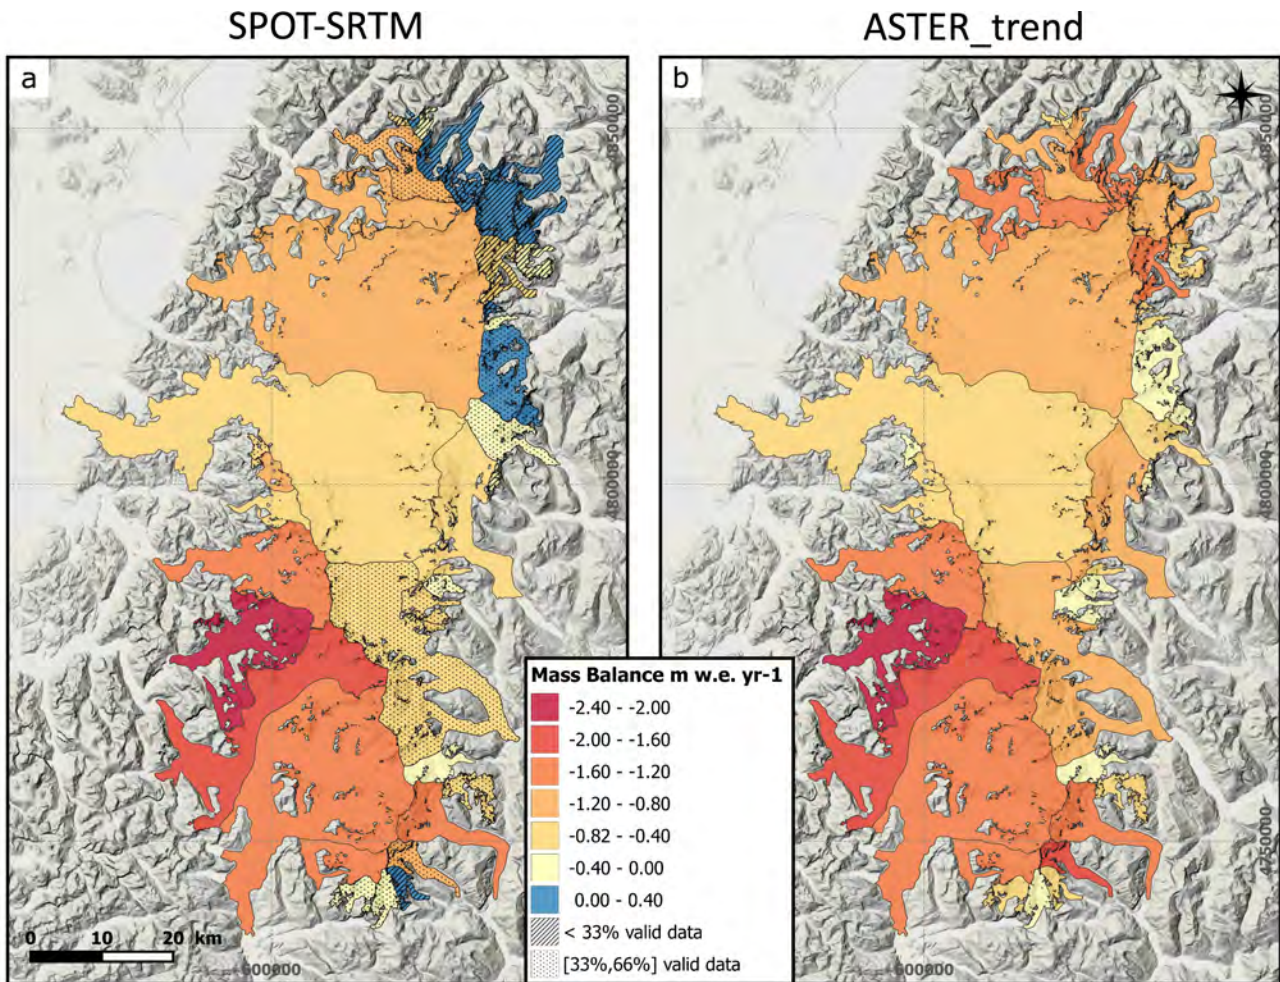 SPOT-SRTM
ASTER_trend
a
b
4850000
4850000
4800000
4800000
Mass Balance m w.e. yr-1
-2.40 - -2.00
-2.00 - -1.60
-1.60 - -1.20
-1.20 - -0.80
-0.82 - -0.40
-0.40 - 0.00
0.00 - 0.40
< 33% valid data
[33%,66%] valid data
4750000
0 10 20 km
600000
600000